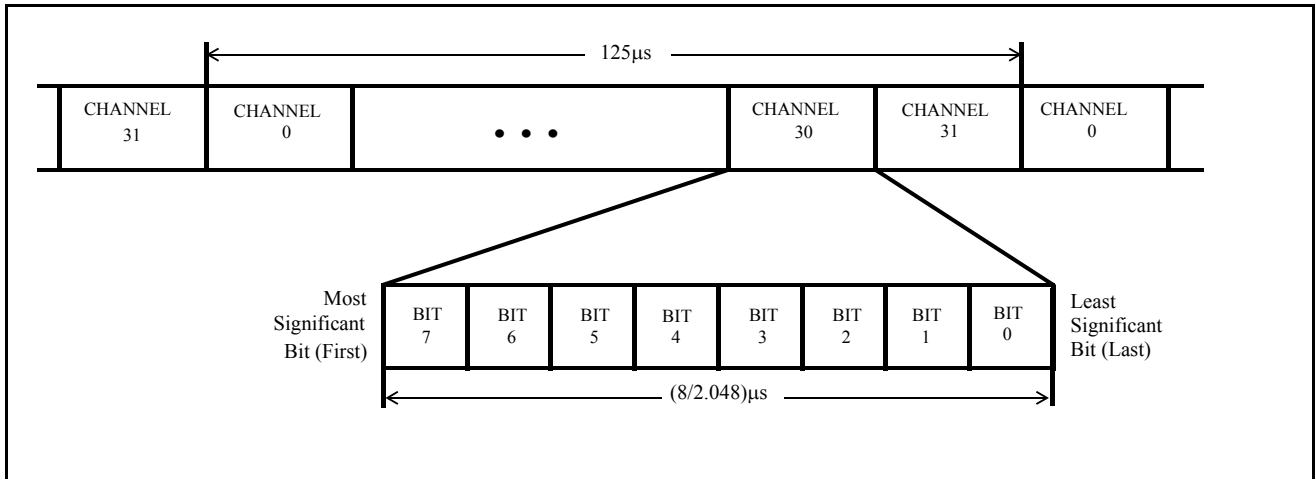 125µs
CHANNEL
31
CHANNEL
0
• • •
CHANNEL
30
CHANNEL
31
CHANNEL
0
Most
Significant
Bit (First)
BIT
7
BIT
6
BIT
5
BIT
4
BIT
3
BIT
2
BIT
1
BIT
0
Least
Significant
Bit (Last)
(8/2.048)µs